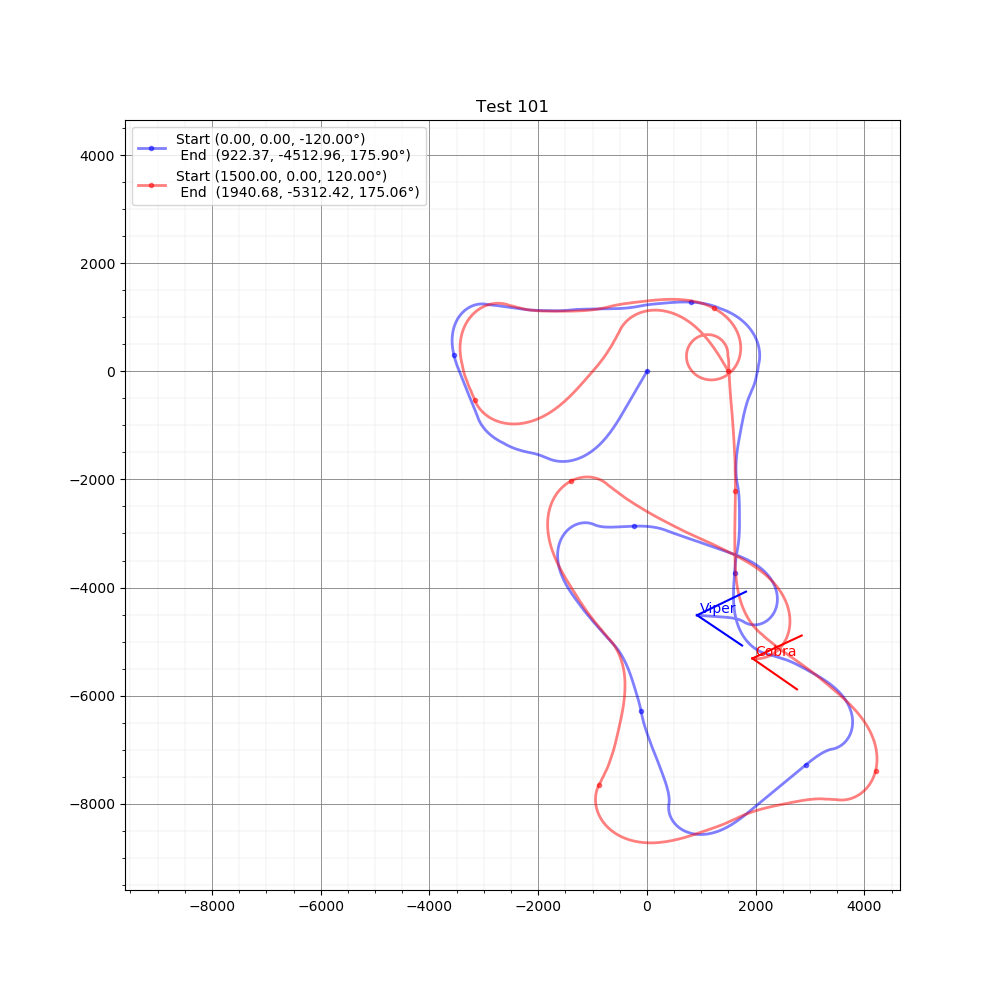 Test 101
Start (0.00, 0.00, -120.00°)
End (922.37, -4512.96, 175.90°)
Start (1500.00, 0.00, 120.00°)
End (1940.68, -5312.42, 175.06°)
4000
2000
0
−2000
−4000
−6000
−8000
Viper
Cobra
−8000 −6000 −4000 −2000 0 2000 4000